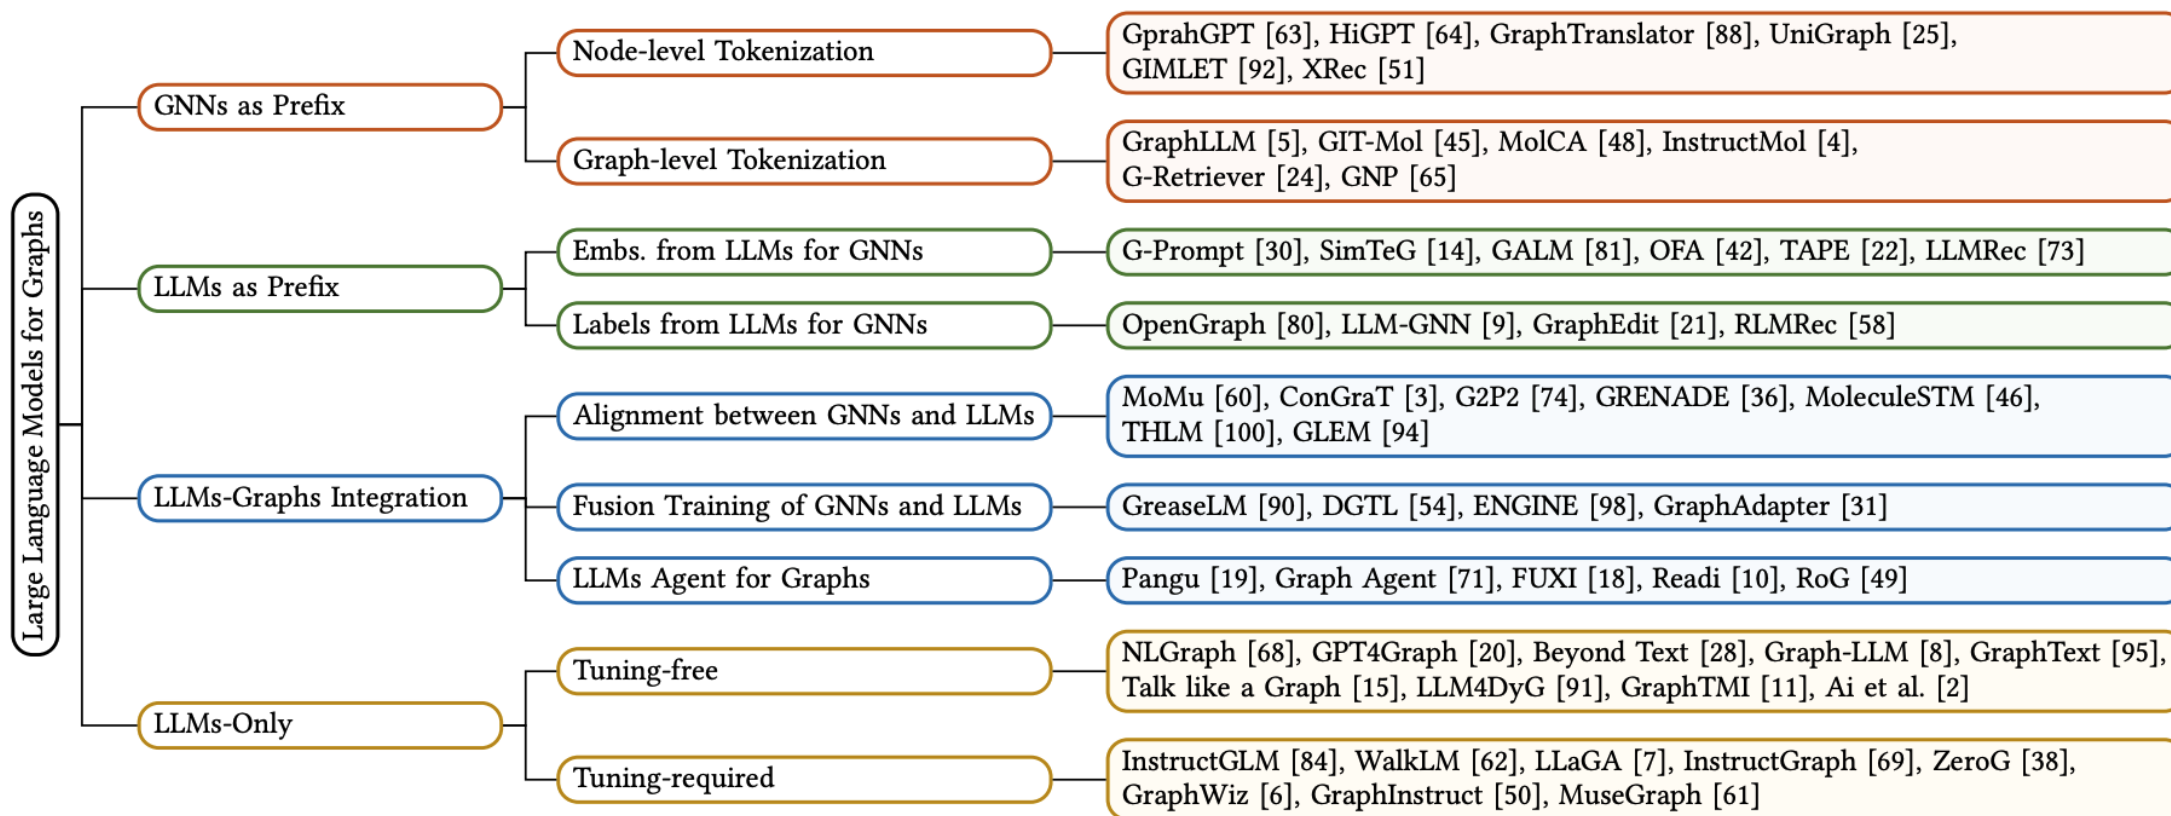 Large Language Models for Graphs
GNNs as Prefix
Node-level Tokenization
GprahGPT [63], HiGPT [64], GraphTranslator [88], UniGraph [25],
GIMLET [92], XRec [51]
Graph-level Tokenization
GraphLLM [5], GIT-Mol [45], MolCA [48], InstructMol [4],
G-Retriever [24], GNP [65]
LLMs as Prefix
Embs. from LLMs for GNNs
G-Prompt [30], SimTeG [14], GALM [81], OFA [42], TAPE [22], LLMRec [73]
Labels from LLMs for GNNs
OpenGraph [80], LLM-GNN [9], GraphEdit [21], RLMRec [58]
LLMs-Graphs Integration
Alignment between GNNs and LLMs
MoMu [60], ConGraT [3], G2P2 [74], GRENADE [36], MoleculeSTM [46],
THLM [100], GLEM [94]
Fusion Training of GNNs and LLMs
GreaseLM [90], DGTL [54], ENGINE [98], GraphAdapter [31]
LLMs Agent for Graphs
Pangu [19], Graph Agent [71], FUXI [18], Readi [10], RoG [49]
LLMs-Only
Tuning-free
NLGraph [68], GPT4Graph [20], Beyond Text [28], Graph-LLM [8], GraphText [95],
Talk like a Graph [15], LLM4DyG [91], GraphTMI [11], Ai et al. [2]
Tuning-required
InstructGLM [84], WalkLM [62], LLaGA [7], InstructGraph [69], ZeroG [38],
GraphWiz [6], GraphInstruct [50], MuseGraph [61]